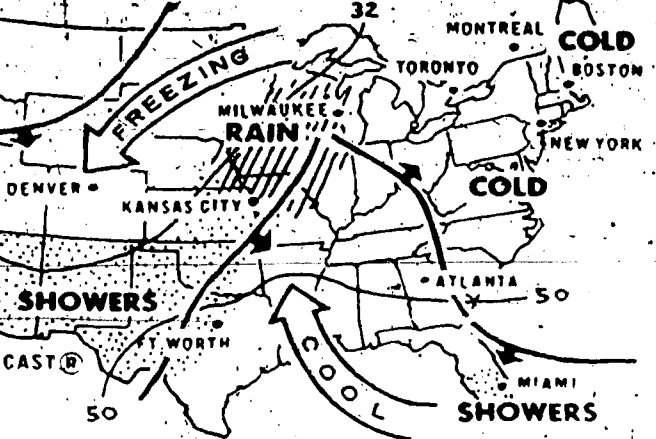 32
MONTREAL
COLD
FREEZING
TORONTO
BOSTON
MILWAUKEE
RAIN
NEW YORK
DENVER
COLD
KANSAS CITY
ATLANTA
50
SHOWERS
FT WORTH
COOL
CAST R
MIAMI
50
SHOWERS